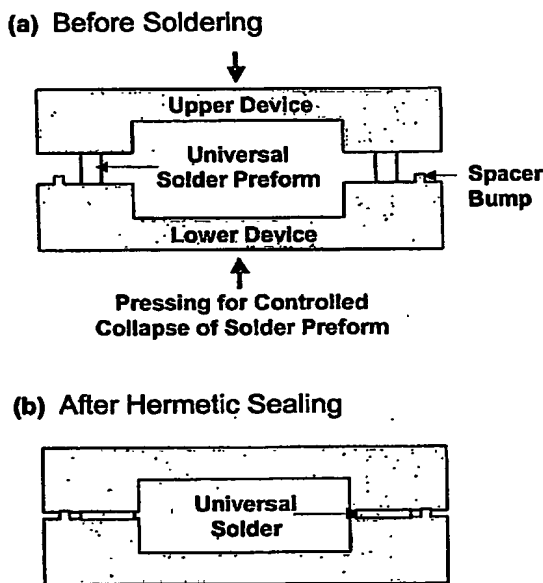 (a) Before Soldering
Upper Device
Universal
Solder Preform
Spacer
Bump
Lower Device
Pressing for Controlled
Collapse of Solder Preform
(b) After Hermetic Sealing
Universal
Solder